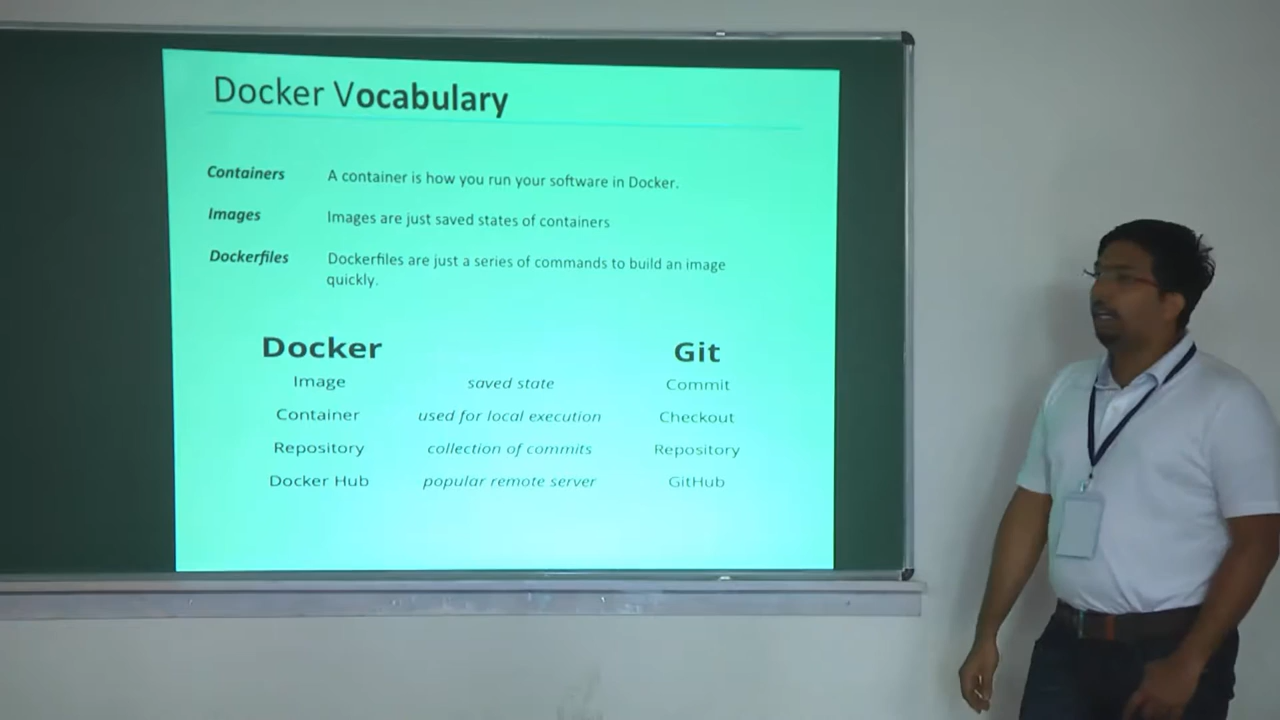 Docker Vocabulary
Containers A container is how you run your software in Docker.
Images Images are just saved states of containers
Dockerfiles Dockerfiles are just a series of commands to build an image
quickly.
Docker Git
Image saved state Commit
Container used for local execution Checkout
Repository collection of commits Repository
Docker Hub popular remote server GitHub